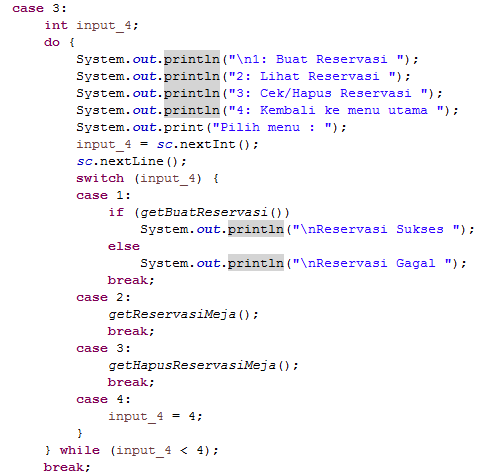 case 3:
int input_4;
do {
System.out.println("\n1: Buat Reservasi ");
System.out.println("2: Lihat Reservasi ");
System.out.println("3: Cek/Hapus Reservasi ");
System.out.println("4: Kembali ke menu utama ");
System.out.print("Pilih menu : ");
input_4 = sc.nextInt();
sc.nextLine();
switch (input_4) {
case 1:
if (getBuatReservasi())
System.out.println("\nReservasi Sukses ");
else
System.out.println("\nReservasi Gagal ");
break;
case 2:
getReservasiMeja();
break;
case 3:
getHapusReservasiMeja();
break;
case 4:
input_4 = 4;
}
} while (input_4 < 4);
break;